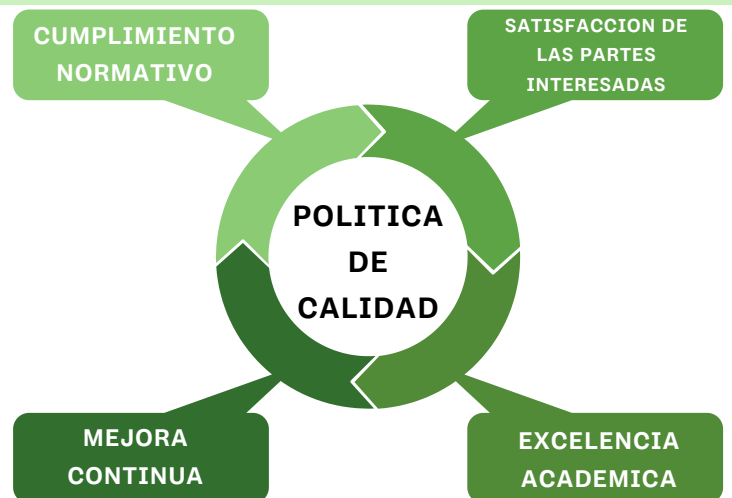 CUMPLIMIENTO
NORMATIVO
SATISFACCION DE
LAS PARTES
INTERESADAS
POLITICA
DE
CALIDAD
MEJORA
CONTINUA
EXCELENCIA
ACADEMICA